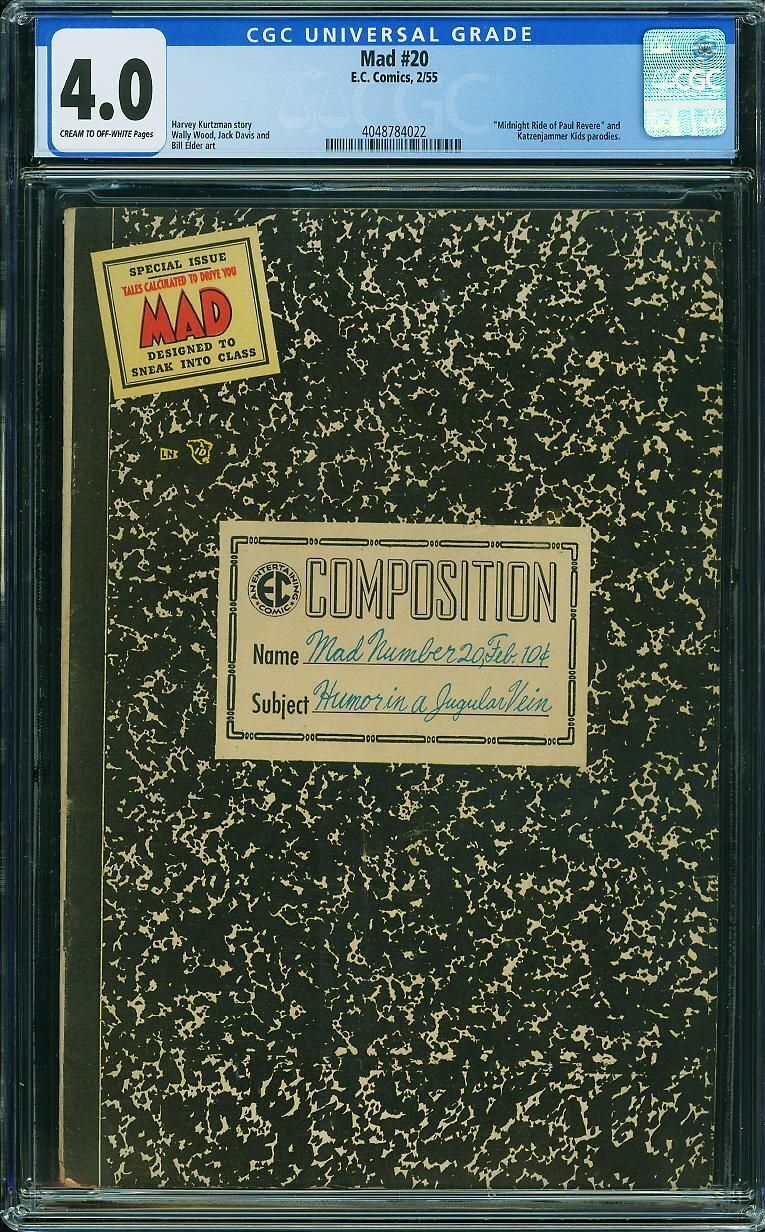 CGC UNIVERSAL GRADE
4.0
CREAM TO OFF-WHITE Pages
Mad #20
E.C. Comics, 2/55
Harvey Kurtzman story
Wally Wood, Jack Davis and
Bill Elder art
4048784022
"Midnight Ride of Paul Revere" and
Katzenjammer Kids parodies.
CGC
SPECIAL ISSUE
TALES CALCULATED TO DRIVE YOU
MAD
DESIGNED TO
SNEAK INTO CLASS
LN
AN ENTERTAINING
EC
COMIC
COMPOSITION
Name Mad Number 20, Feb. 10¢
Subject Humor in a Jugular Vein